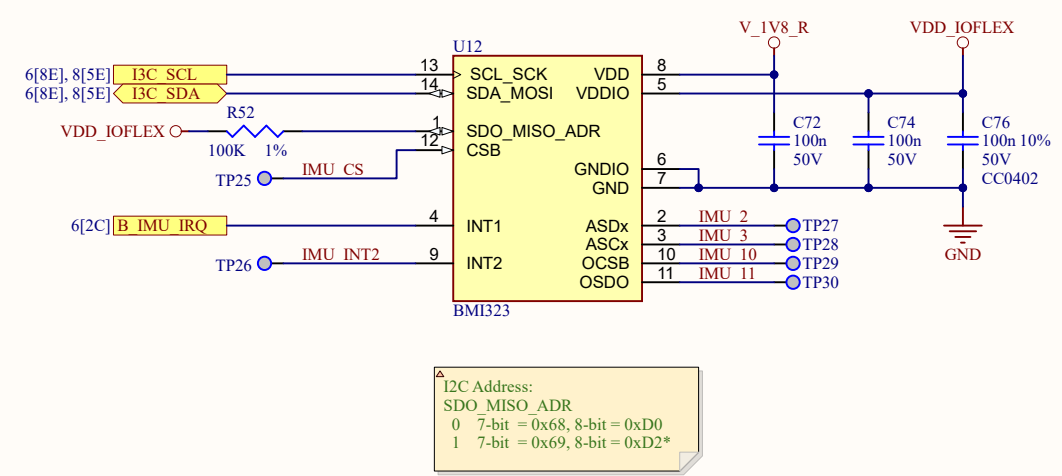 V_1V8_R
VDD_IOFLEX
U12
6[8E], 8[5E]
I3C_SCL
13
SCL_SCK
VDD
8
6[8E], 8[5E]
I3C_SDA
14
SDA_MOSI
VDDIO
5
R52
VDD_IOFLEX
1
SDO_MISO_ADR
100K
1%
12
CSB
C72
100n
50V
C74
100n
50V
C76
100n 10%
50V
CC0402
TP25
IMU_CS
GNDIO
6
GND
7
6[2C]
B_IMU_IRQ
4
INT1
ASDx
2
IMU_2
TP27
ASCx
3
IMU_3
TP28
TP26
IMU_INT2
9
INT2
OCSB
10
IMU_10
TP29
OSDO
11
IMU_11
TP30
GND
BMI323
I2C Address:
SDO_MISO_ADR
0 7-bit = 0x68, 8-bit = 0xD0
1 7-bit = 0x69, 8-bit = 0xD2*